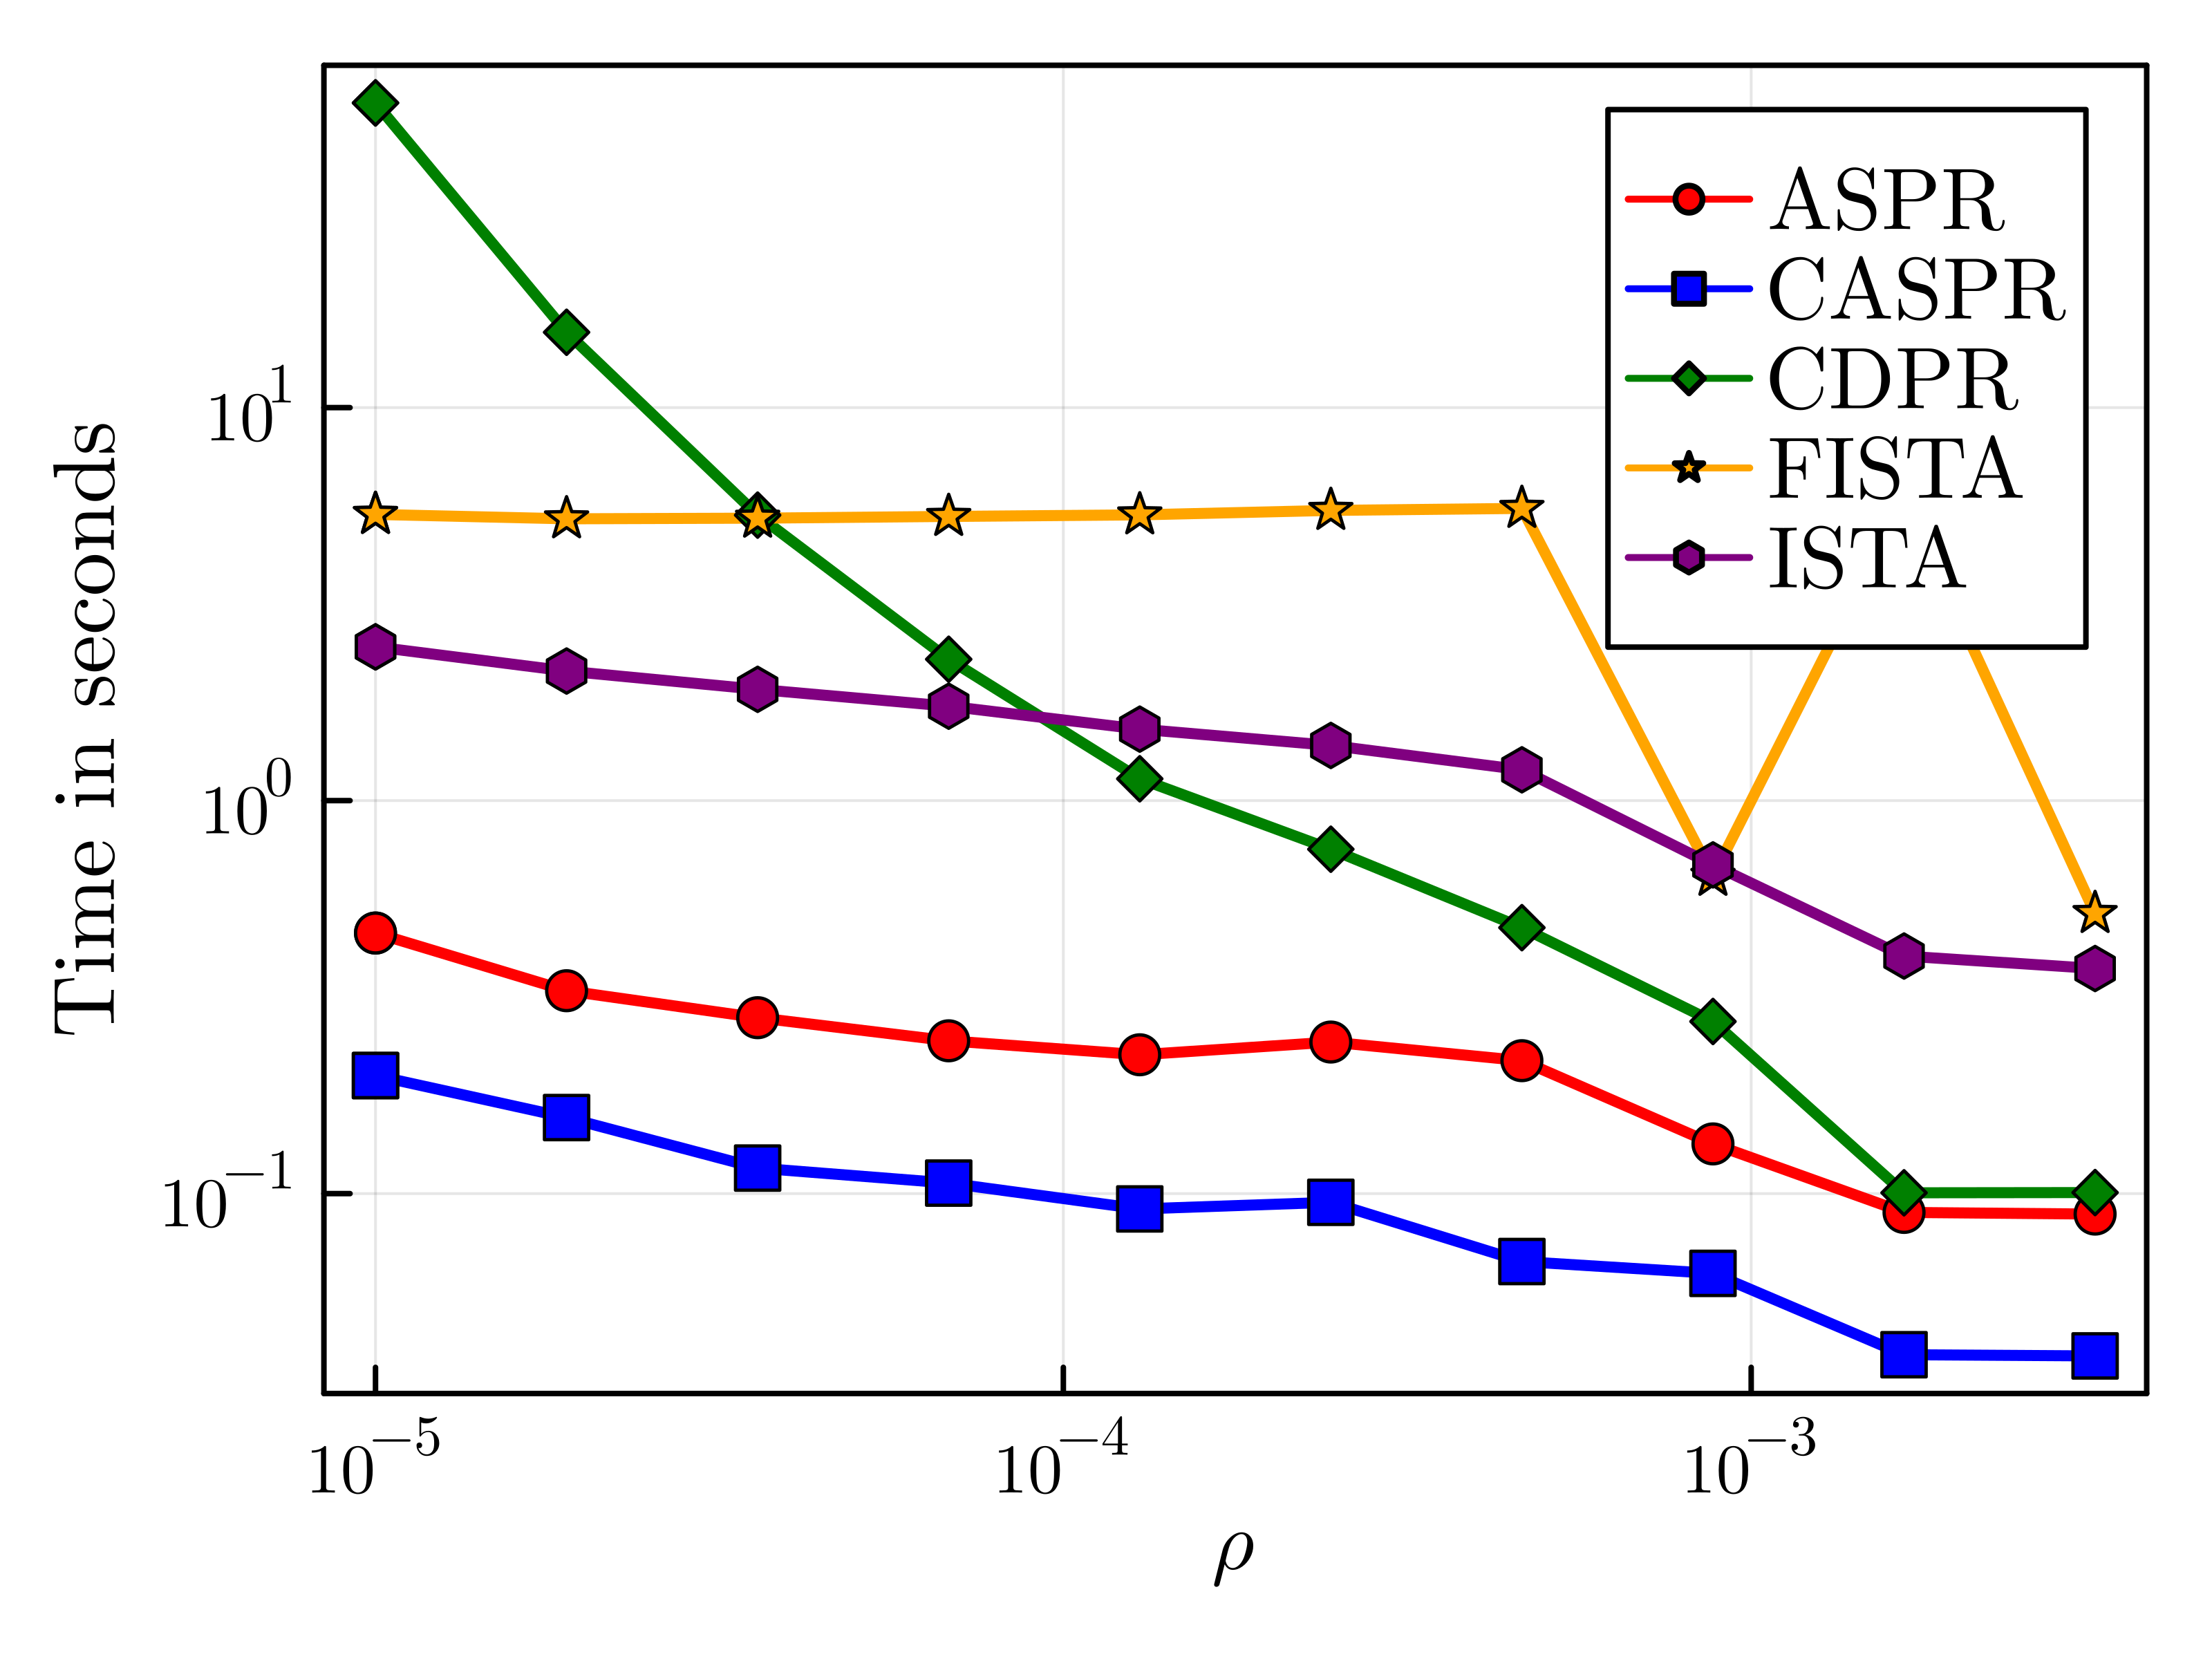 Time in seconds
10^1
10^0
10^{-1}
10^{-5}
10^{-4}
10^{-3}
ρ
ASPR
CASPR
CDPR
FISTA
ISTA